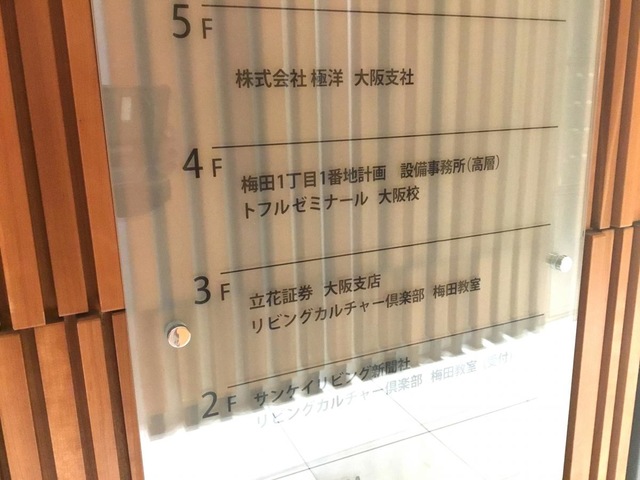 5F
株式会社 極洋 大阪支社
4F
梅田1丁目1番地計画 設備事務所(高層)
トフルゼミナール 大阪校
3F
立花証券 大阪支店
リビングカルチャー倶楽部 梅田教室
2F
サンケイリビング新聞社
リビングカルチャー倶楽部 梅田教室(受付)